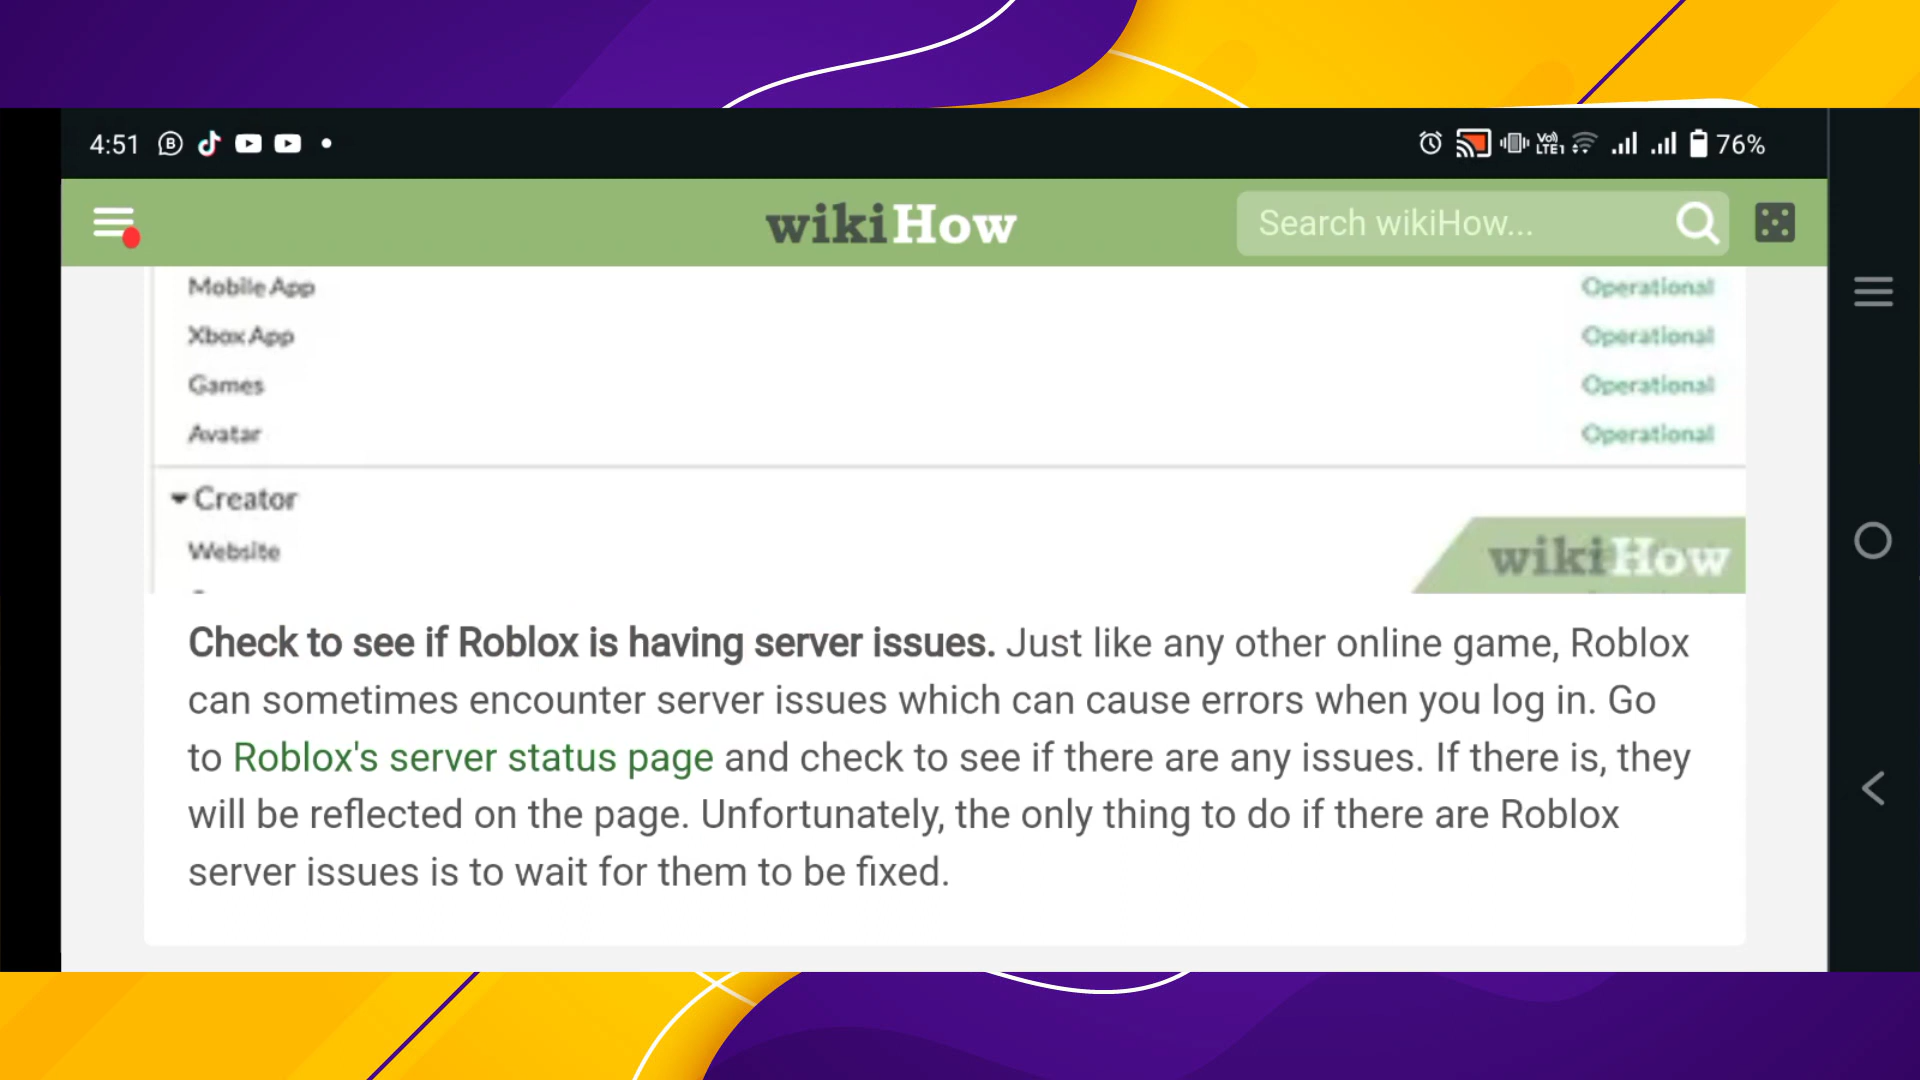 4:51 76%
wikiHow Search wikiHow...
Mobile App Operational
Xbox App Operational
Games Operational
Avatar Operational
Creator
Website
wikiHow
Check to see if Roblox is having server issues. Just like any other online game, Roblox
can sometimes encounter server issues which can cause errors when you log in. Go
to Roblox's server status page and check to see if there are any issues. If there is, they
will be reflected on the page. Unfortunately, the only thing to do if there are Roblox
server issues is to wait for them to be fixed.